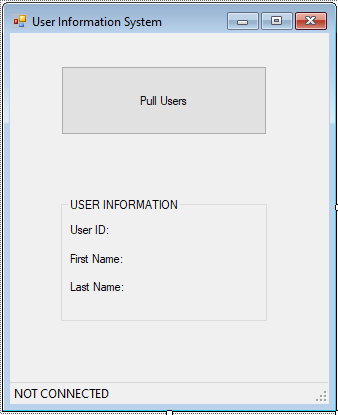 User Information System
Pull Users
USER INFORMATION
User ID:
First Name:
Last Name:
NOT CONNECTED